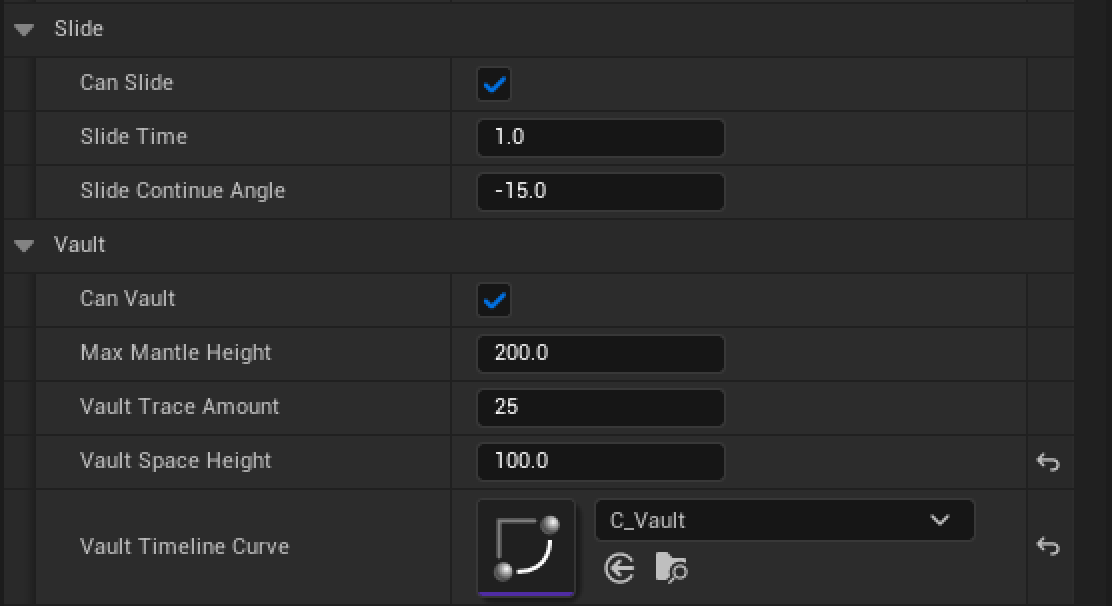 Slide
Can Slide
Slide Time 1.0
Slide Continue Angle -15.0
Vault
Can Vault
Max Mantle Height 200.0
Vault Trace Amount 25
Vault Space Height 100.0
Vault Timeline Curve C_Vault